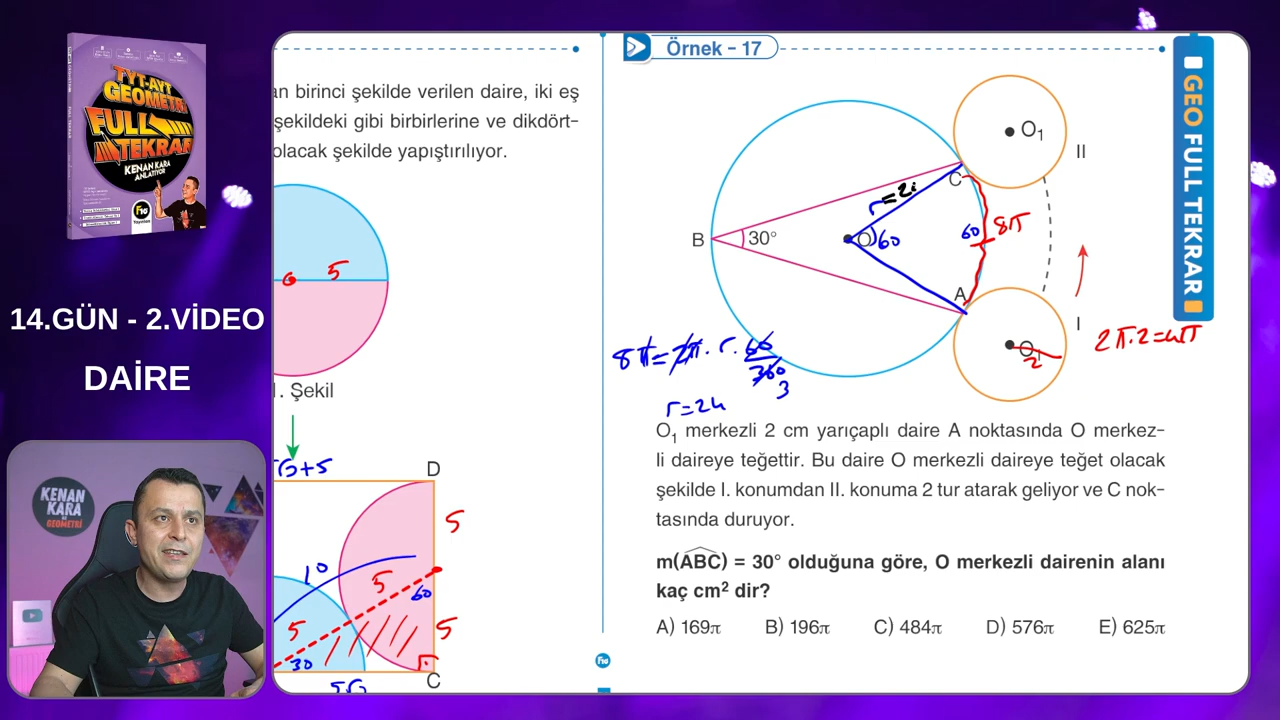 TYT-AYT
GEOMETRİ
FULL
TEKRAR
KENAN KARA
ANLATIYOR
14.GÜN - 2.VİDEO
DAİRE
KENAN
KARA
ile
GEOMETRİ
an birinci şekilde verilen daire, iki eş
şekildeki gibi birbirlerine ve dikdört-
olacak şekilde yapıştırılıyor.
5
1. Şekil
D
5
10
5
60
5
5
30
C
Örnek - 17
GEO FULL TEKRAR
O1
II
C
r=2
B
30°
O
60
60
8π
A
I
O1
2
2π.2=4π
8π=2π.r.60/360
3
r=24
O1 merkezli 2 cm yarıçaplı daire A noktasında O merkez-
li daireye teğettir. Bu daire O merkezli daireye teğet olacak
şekilde I. konumdan II. konuma 2 tur atarak geliyor ve C nok-
tasında duruyor.
m(ABC) = 30° olduğuna göre, O merkezli dairenin alanı
kaç cm2 dir?
A) 169π B) 196π C) 484π D) 576π E) 625π